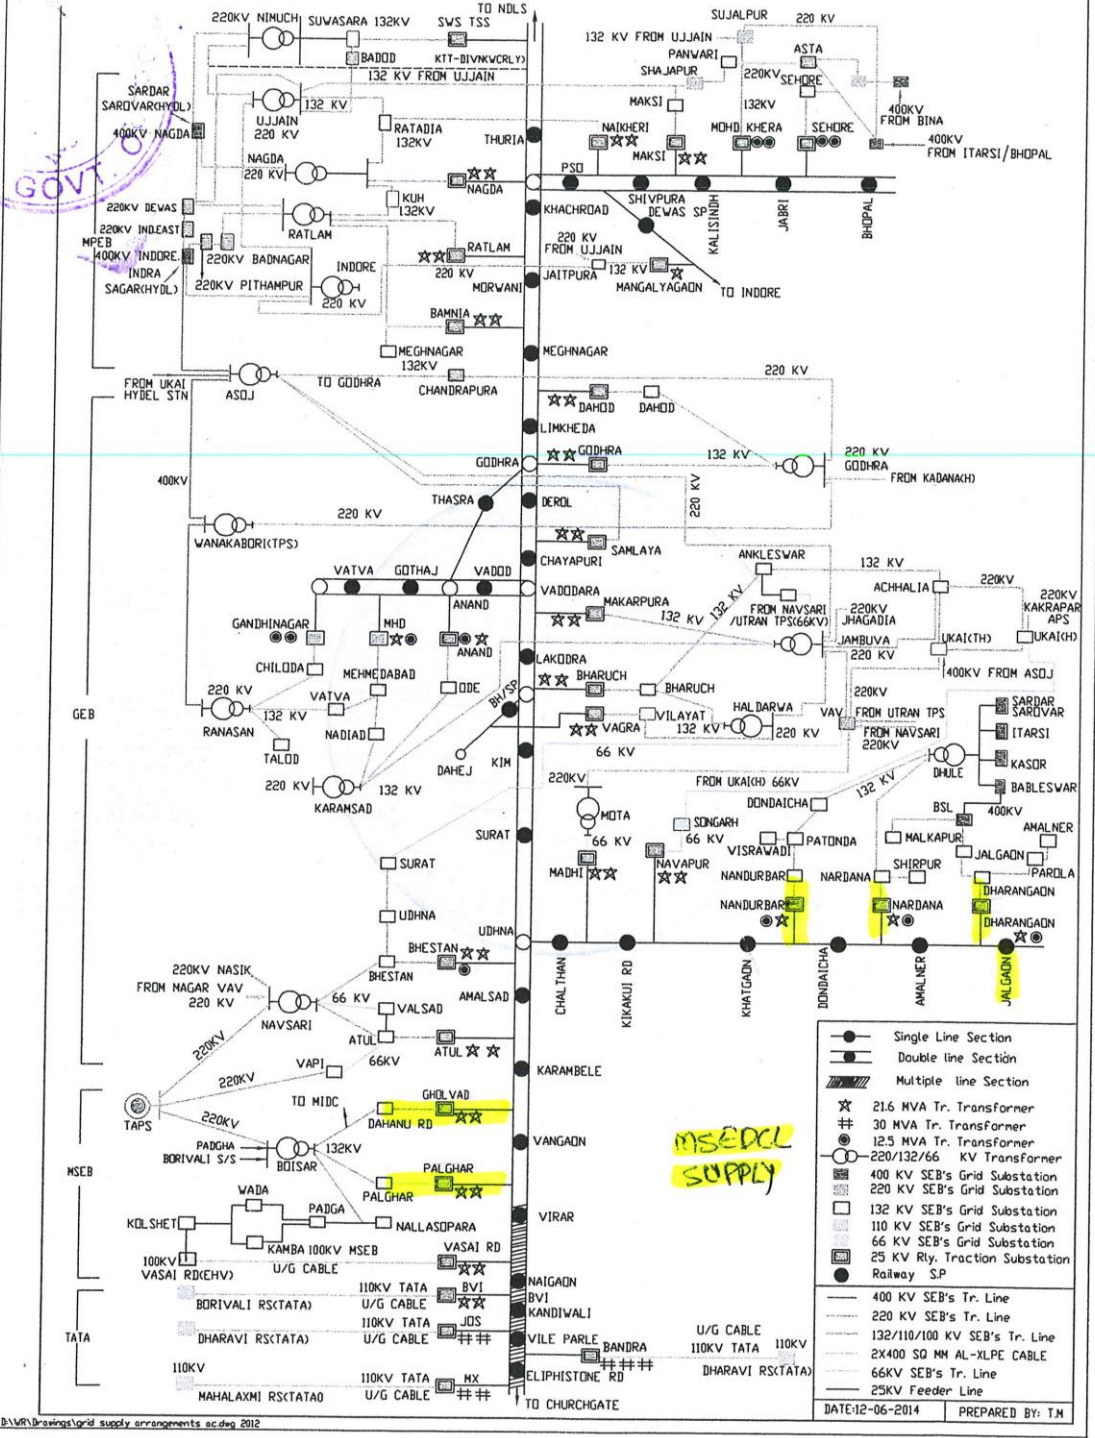 TO NDLS
220KV NIMUCH
SUWASARA 132KV
SWS TSS
BADOD
KTT-DIVN(WCRLY)
132 KV FROM UJJAIN
SUJALPUR
220 KV
132 KV FROM UJJAIN
PANWARI
ASTA
SHAJAPUR
220KV
SEHORE
SARDAR
SAROVAR(HYDL)
400KV NAGDA
UJJAIN
220 KV
132 KV
RATADIA
132KV
THURIA
MAKSI
132KV
400KV
FROM BINA
NAIKHERI
MAKSI
MOHD KHERA
SEHORE
400KV
FROM ITARSI/BHOPAL
GOVT. O
NAGDA
220 KV
KUH
132KV
NAGDA
PSO
KHACHROAD
SHIVPURA
DEWAS SP
KALISINDH
JABRI
BHOPAL
220KV DEWAS
220KV IND.EAST
MPEB
400KV INDORE.
INDRA
SAGAR(HYDL)
RATLAM
220KV BADNAGAR
220KV PITHAMPUR
INDORE
220 KV
RATLAM
220 KV
MORWANI
JAITPURA
220 KV
FROM UJJAIN
132 KV
MANGALYAGAON
TO INDORE
BAMNIA
MEGHNAGAR
132KV
MEGHNAGAR
FROM UKAI
HYDEL STN
ASOJ
TO GODHRA
CHANDRAPURA
220 KV
DAHOD
DAHOD
LIMKHEDA
GODHRA
GODHRA
132 KV
220 KV
GODHRA
FROM KADANA(H)
400KV
THASRA
DEROL
220 KV
220 KV
WANAKABORI(TPS)
SAMLAYA
CHAYAPURI
VATVA
GOTHAJ
VADOD
ANAND
VADODARA
ANKLESWAR
132 KV
ACHHALIA
220KV
220KV
KAKRAPAR
APS
GANDHINAGAR
MHD
ANAND
MAKARPURA
132 KV
132 KV
FROM NAVSARI
/UTRAN TPS(66KV)
220KV
JHAGADIA
JAMBUVA
220 KV
UKAI(TH)
UKAI(H)
400KV FROM ASOJ
CHILODA
MEHMEDABAD
ODE
LAKODRA
BHARUCH
BHARUCH
GEB
220 KV
RANASAN
132 KV
VATVA
NADIAD
TALOD
BH/SP
DAHEJ
VAGRA
VILAYAT
132 KV
HALDARWA
220 KV
220KV
VAV
FROM UTRAN TPS
FROM NAVSARI
220KV
SARDAR
SAROVAR
ITARSI
KASOR
BABLESWAR
DHULE
220 KV
KARAMSAD
132 KV
KIM
66 KV
220KV
MOTA
66 KV
FROM UKAI(H) 66KV
SONGARH
66 KV
DONDAICHA
132 KV
BSL
400KV
AMALNER
SURAT
SURAT
MADHI
NAVAPUR
VISRAWADI
PATONDA
MALKAPUR
JALGAON
PAROLA
NANDURBAR
NARDANA
SHIRPUR
DHARANGAON
NANDURBAR
NARDANA
DHARANGAON
UDHNA
UDHNA
CHALTHAN
KIKAKUI RD
KHATGAON
DONDAICHA
AMALNER
JALGAON
BHESTAN
BHESTAN
220KV NASIK
FROM MAGAR VAV
220 KV
NAVSARI
66 KV
VALSAD
AMALSAD
ATUL
66KV
ATUL
220KV
VAPI
220KV
KARAMBELE
TAPS
220KV
TO MIDC
GHOLVAD
DAHANU RD
VANGAON
PADGHA
BORIVALI S/S
BOISAR
132KV
PALGHAR
PALGHAR
MSEDCL
SUPPLY
MSEB
WADA
KOLSHET
PADGA
NALLASOPARA
VIRAR
KAMBA 100KV MSEB
100KV
VASAI RD(EHV)
U/G CABLE
VASAI RD
NAIGAON
110KV TATA
U/G CABLE
BVI
BVI
BORIVALI RS(TATA)
KANDIWALI
TATA
110KV TATA
U/G CABLE
JOS
DHARAVI RS(TATA)
VILE PARLE
BANDRA
U/G CABLE
110KV TATA
110KV
DHARAVI RS(TATA)
110KV
MAHALAXMI RS(TATA0
110KV TATA
U/G CABLE
MX
ELIPHISTONE RD
TO CHURCHGATE
Single Line Section
Double line Section
Multiple line Section
21.6 MVA Tr. Transformer
30 MVA Tr. Transformer
12.5 MVA Tr. Transformer
220/132/66 KV Transformer
400 KV SEB's Grid Substation
220 KV SEB's Grid Substation
132 KV SEB's Grid Substation
110 KV SEB's Grid Substation
66 KV SEB's Grid Substation
25 KV Rly. Traction Substation
Railway S.P
400 KV SEB's Tr. Line
220 KV SEB's Tr. Line
132/110/100 KV SEB's Tr. Line
2X400 SQ MM AL-XLPE CABLE
66KV SEB's Tr. Line
25KV Feeder Line
DATE:12-06-2014
PREPARED BY: T.M
D:\WR\Drawings\grid supply arrangements ac.dwg 2012